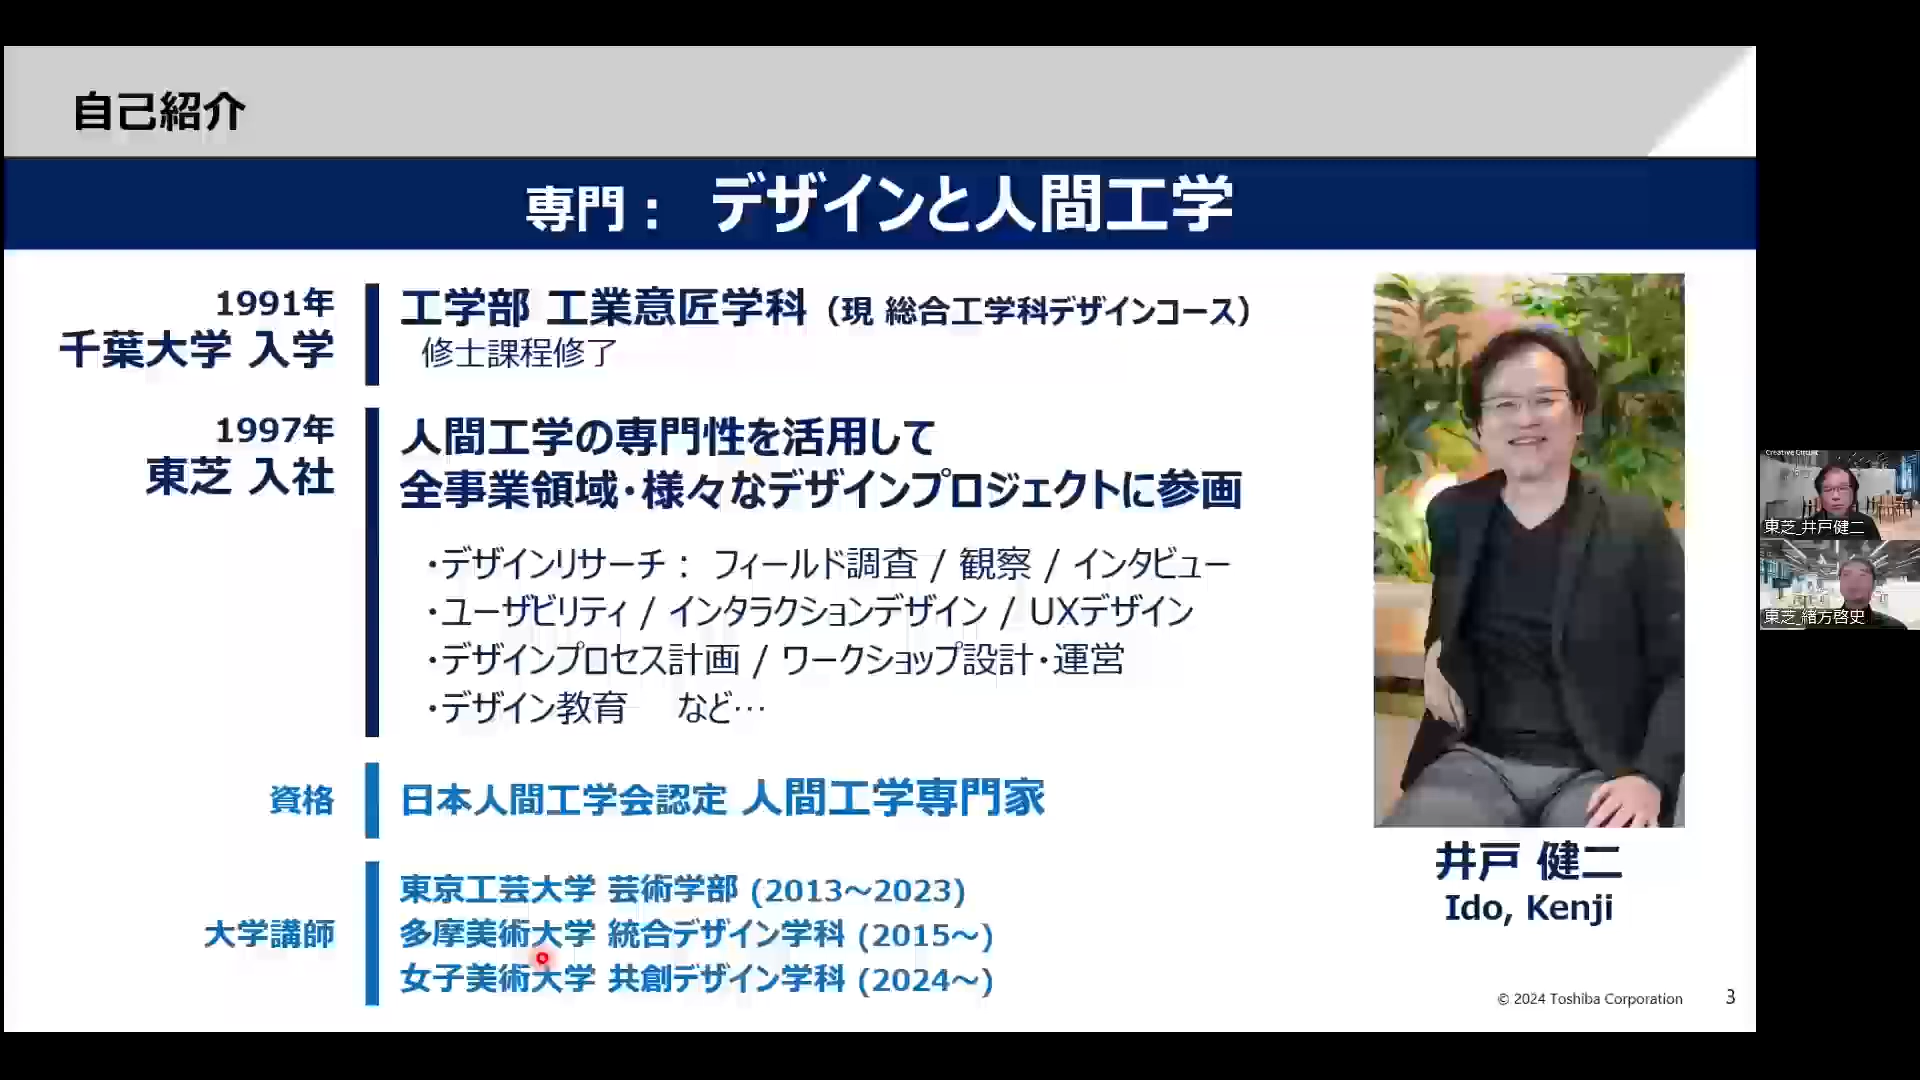 自己紹介
専門： デザインと人間工学
1991年
千葉大学 入学
工学部 工業意匠学科（現 総合工学科デザインコース）
修士課程修了
1997年
東芝 入社
人間工学の専門性を活用して
全事業領域・様々なデザインプロジェクトに参画
・デザインリサーチ： フィールド調査 / 観察 / インタビュー
・ユーザビリティ / インタラクションデザイン / UXデザイン
・デザインプロセス計画 / ワークショップ設計・運営
・デザイン教育 など…
資格
日本人間工学会認定 人間工学専門家
大学講師
東京工芸大学 芸術学部 (2013～2023)
多摩美術大学 統合デザイン学科 (2015～)
女子美術大学 共創デザイン学科 (2024～)
井戸 健二
Ido, Kenji
© 2024 Toshiba Corporation
3
Creative Circuit
東芝_井戸健二
東芝_緒方啓史